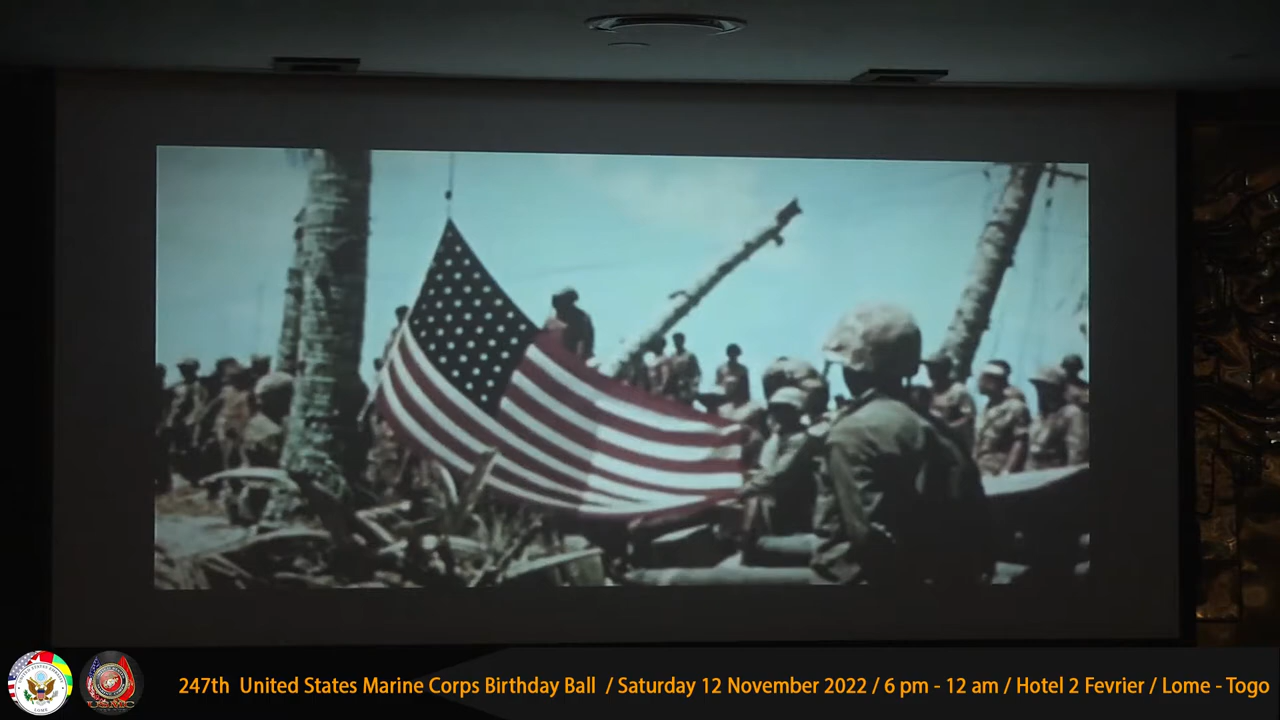 247th United States Marine Corps Birthday Ball / Saturday 12 November 2022 / 6 pm - 12 am / Hotel 2 Fevrier / Lome - Togo
USMC